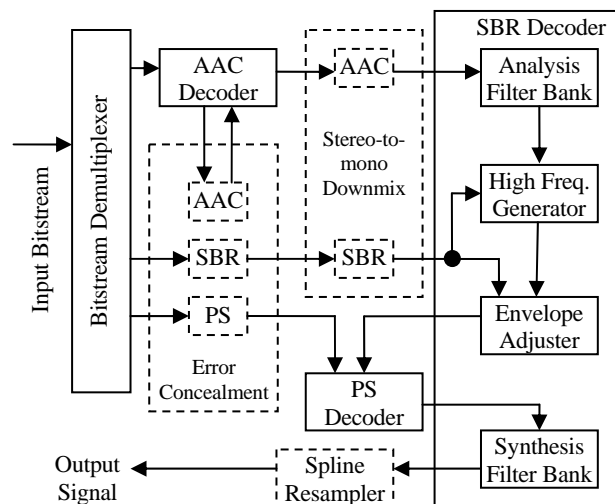 SBR Decoder
AAC
Decoder
AAC
Analysis
Filter Bank
Stereo-to-
mono
Downmix
High Freq.
Generator
Input Bitstream
Bitstream Demultiplexer
AAC
SBR
SBR
PS
Envelope
Adjuster
Error
Concealment
PS
Decoder
Synthesis
Filter Bank
Spline
Resampler
Output
Signal